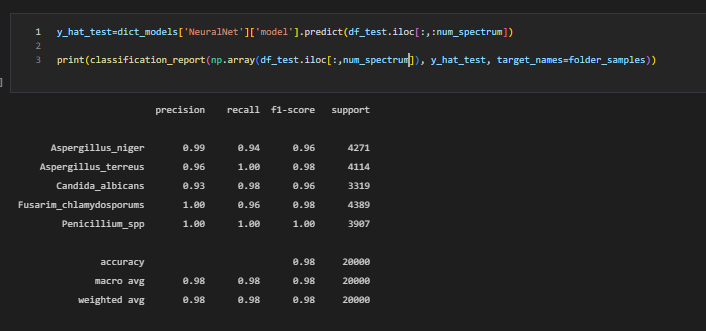 1 y_hat_test=dict_models['NeuralNet']['model'].predict(df_test.iloc[:,:num_spectrum])
2
3 print(classification_report(np.array(df_test.iloc[:,num_spectrum]), y_hat_test, target_names=folder_samples))
]
precision recall f1-score support
Aspergillus_niger 0.99 0.94 0.96 4271
Aspergillus_terreus 0.96 1.00 0.98 4114
Candida_albicans 0.93 0.98 0.96 3319
Fusarim_chlamydosporums 1.00 0.96 0.98 4389
Penicillium_spp 1.00 1.00 1.00 3907
accuracy 0.98 20000
macro avg 0.98 0.98 0.98 20000
weighted avg 0.98 0.98 0.98 20000